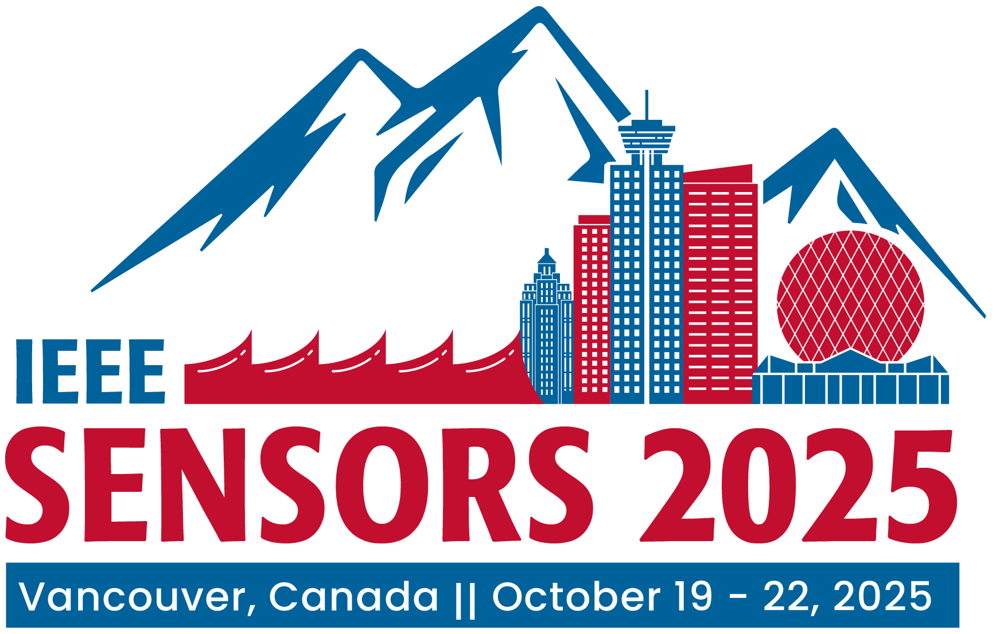 IEEE
SENSORS 2025
Vancouver, Canada || October 19 - 22, 2025